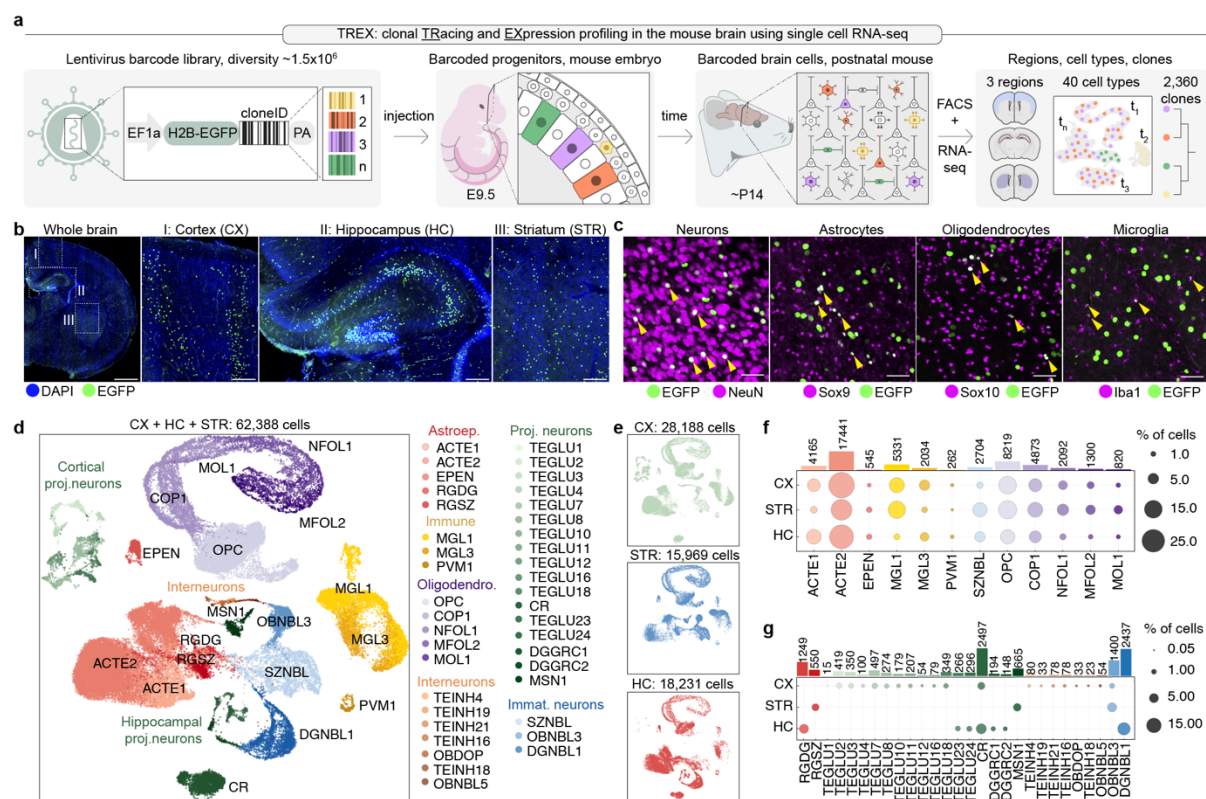 a
TREX: clonal TRacing and EXpression profiling in the mouse brain using single cell RNA-seq
Lentivirus barcode library, diversity ~1.5x10⁶
cloneID
EF1a
H2B-EGFP
PA
1
2
3
n
injection
Barcoded progenitors, mouse embryo
E9.5
time
Barcoded brain cells, postnatal mouse
~P14
FACS
+
RNA-
seq
Regions, cell types, clones
3 regions
40 cell types
2,360
clones
t1
tn
t2
t3
b
Whole brain
I
II
III
I: Cortex (CX)
II: Hippocampus (HC)
III: Striatum (STR)
DAPI
EGFP
c
Neurons
Astrocytes
Oligodendrocytes
Microglia
EGFP
NeuN
Sox9
EGFP
Sox10
EGFP
Iba1
EGFP
d
CX + HC + STR: 62,388 cells
Cortical
proj.neurons
NFOL1
MOL1
COP1
MFOL2
EPEN
OPC
Interneurons
MSN1
OBNBL3
MGL1
RGDG
MGL3
ACTE2
RGSZ
SZNBL
ACTE1
PVM1
Hippocampal
proj.neurons
DGNBL1
CR
Astroep.
ACTE1
ACTE2
EPEN
RGDG
RGSZ
Immune
MGL1
MGL3
PVM1
Oligodendro.
OPC
COP1
NFOL1
MFOL2
MOL1
Interneurons
TEINH4
TEINH19
TEINH21
TEINH16
OBDOP
TEINH18
OBNBL5
Proj. neurons
TEGLU1
TEGLU2
TEGLU3
TEGLU4
TEGLU7
TEGLU8
TEGLU10
TEGLU11
TEGLU12
TEGLU16
TEGLU18
CR
TEGLU23
TEGLU24
DGGRC1
DGGRC2
MSN1
Immat. neurons
SZNBL
OBNBL3
DGNBL1
e
CX: 28,188 cells
STR: 15,969 cells
HC: 18,231 cells
f
4165
17441
545
5331
2034
262
2704
8219
4873
2092
1300
820
CX
STR
HC
ACTE1
ACTE2
EPEN
MGL1
MGL3
PVM1
SZNBL
OPC
COP1
NFOL1
MFOL2
MOL1
% of cells
1.0
5.0
15.0
25.0
g
1249
550
15
419
350
100
497
274
179
207
54
79
349
266
296
2497
194
148
665
80
33
78
78
33
23
54
1400
2437
CX
STR
HC
RGDG
RGSZ
TEGLU1
TEGLU2
TEGLU3
TEGLU4
TEGLU7
TEGLU8
TEGLU10
TEGLU11
TEGLU12
TEGLU16
TEGLU18
TEGLU23
TEGLU24
CR
DGGRC1
DGGRC2
MSN1
TEINH4
TEINH19
TEINH21
TEINH16
OBDOP
TEINH18
OBNBL5
OBNBL3
DGNBL1
% of cells
0.05
1.00
5.00
15.00